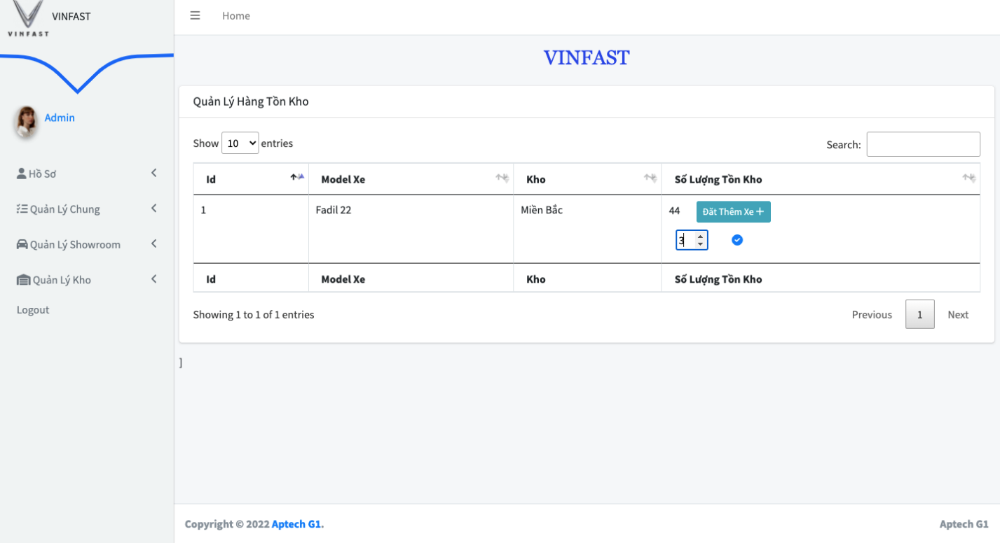 VINFAST
VINFAST
Home
VINFAST
Admin
Hồ Sơ
Quản Lý Chung
Quản Lý Showroom
Quản Lý Kho
Logout
Quản Lý Hàng Tồn Kho
Show 10 entries
Search:
Id Model Xe Kho Số Lượng Tồn Kho
1 Fadil 22 Miền Bắc 44 Đăt Thêm Xe
3
Id Model Xe Kho Số Lượng Tồn Kho
Showing 1 to 1 of 1 entries
Previous 1 Next
]
Copyright © 2022 Aptech G1.
Aptech G1